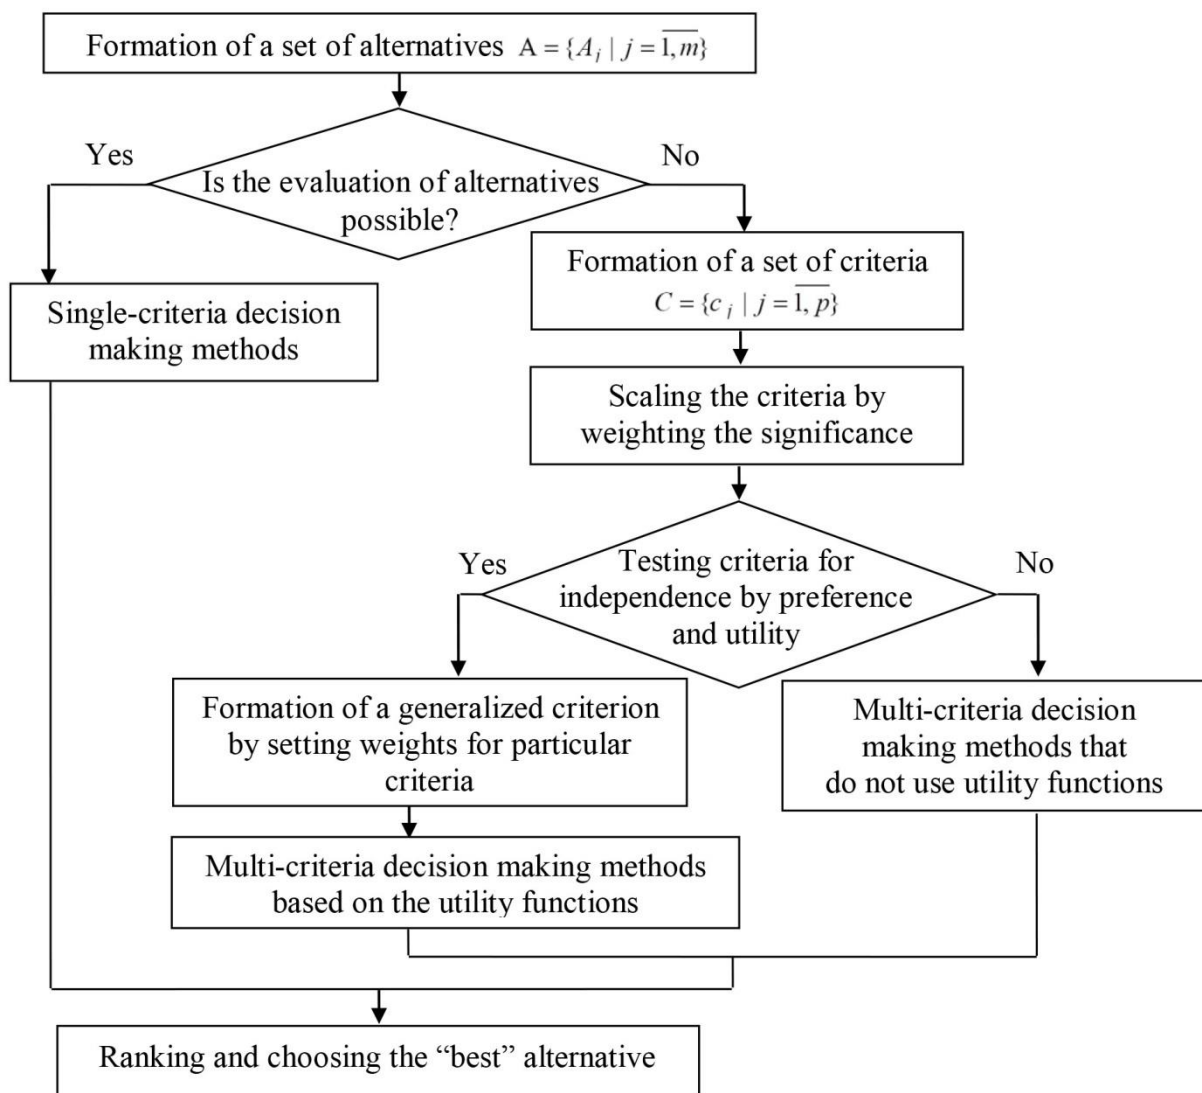 Formation of a set of alternatives A = {A_j | j = \overline{1, m}}
Yes
No
Is the evaluation of alternatives
possible?
Formation of a set of criteria
C = {c_j | j = \overline{1, p}}
Single-criteria decision
making methods
Scaling the criteria by
weighting the significance
Yes
No
Testing criteria for
independence by preference
and utility
Formation of a generalized criterion
by setting weights for particular
criteria
Multi-criteria decision
making methods that
do not use utility functions
Multi-criteria decision making methods
based on the utility functions
Ranking and choosing the “best” alternative